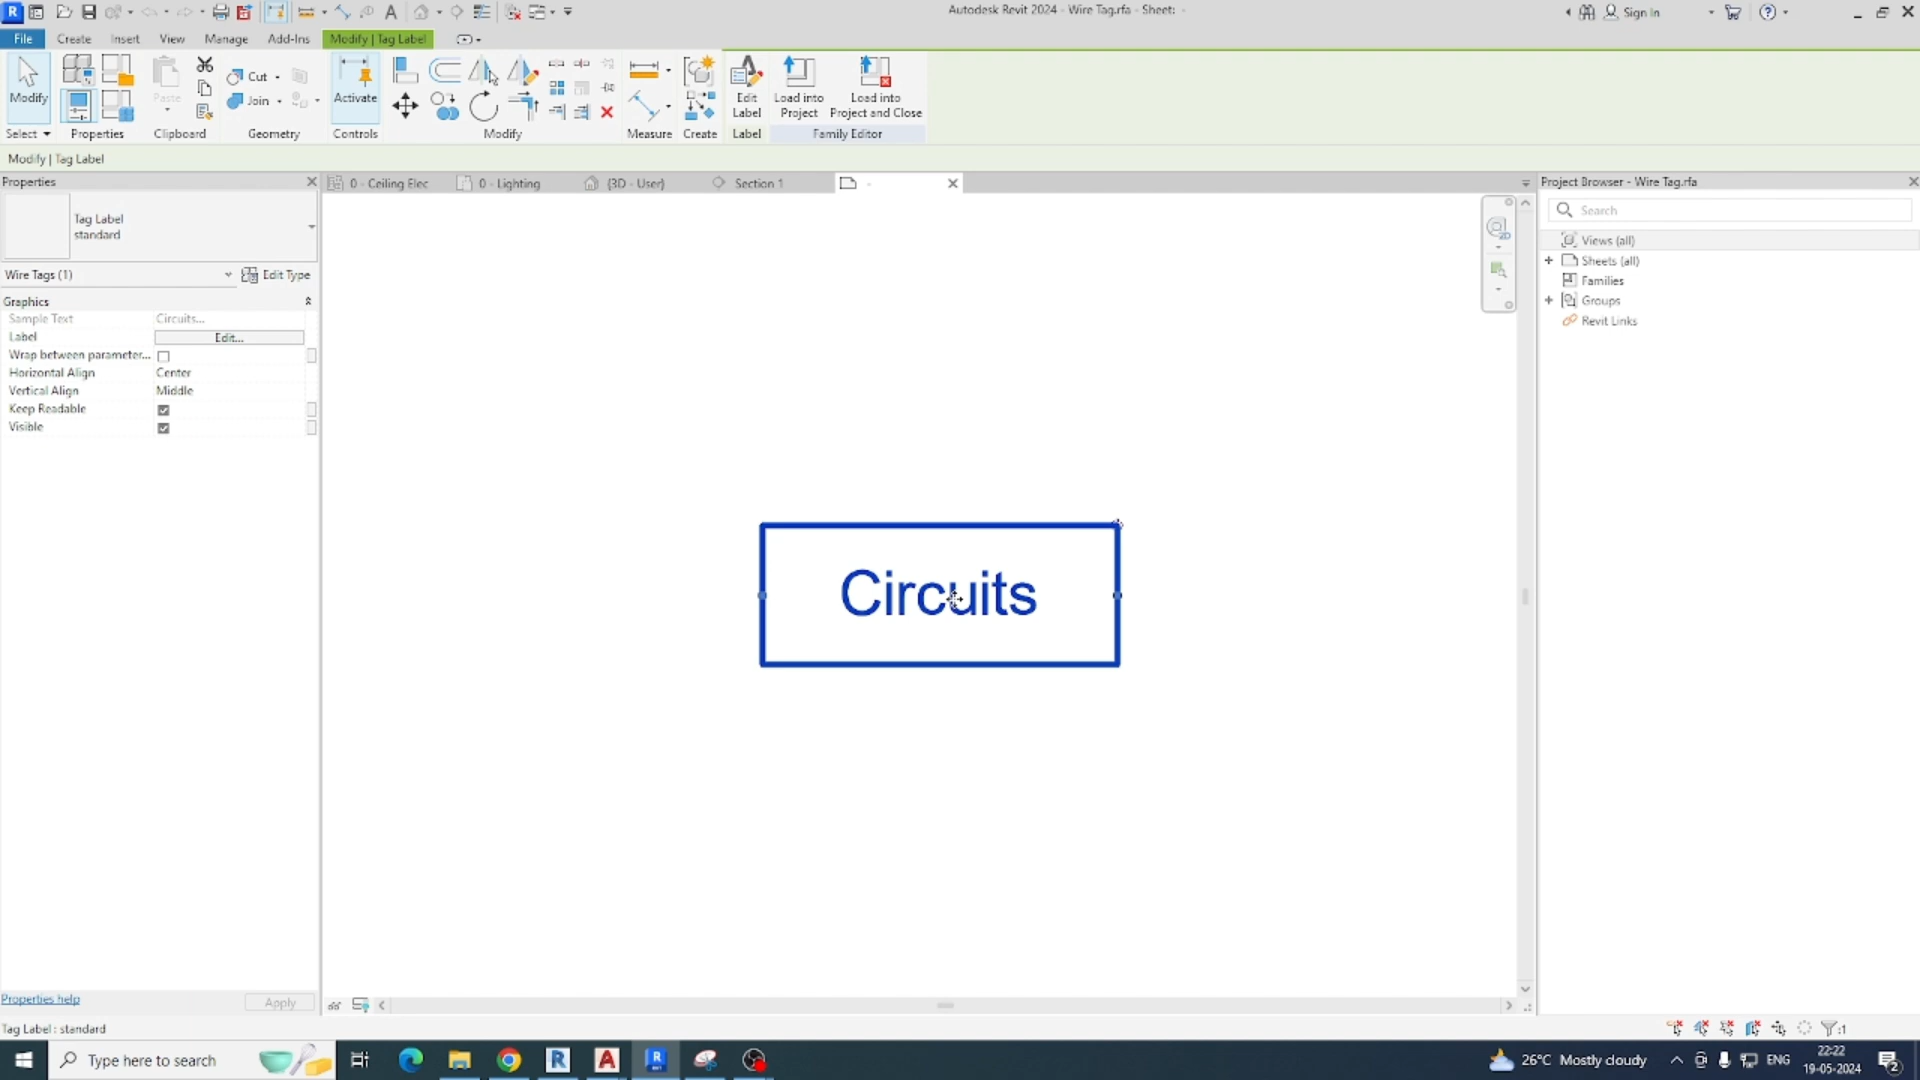 Autodesk Revit 2024 - Wire Tag.rfa - Sheet: -
Sign In
File Create Insert View Manage Add-Ins Modify | Tag Label
Modify
Paste
Cut
Join
Activate
Edit Label
Load into Project
Load into Project and Close
Select Properties Clipboard Geometry Controls Modify Measure Create Label Family Editor
Modify | Tag Label
Properties
0 - Ceiling Elec
0 - Lighting
{3D - User}
Section 1
-
Project Browser - Wire Tag.rfa
Tag Label
standard
Wire Tags (1)
Edit Type
Graphics
Sample Text Circuits...
Label Edit...
Wrap between parameter...
Horizontal Align Center
Vertical Align Middle
Keep Readable
Visible
Search
Views (all)
Sheets (all)
Families
Groups
Revit Links
2D
Circuits
Properties help
Apply
Tag Label : standard
:1
Type here to search
26°C Mostly cloudy
ENG
22:22
19-05-2024
2